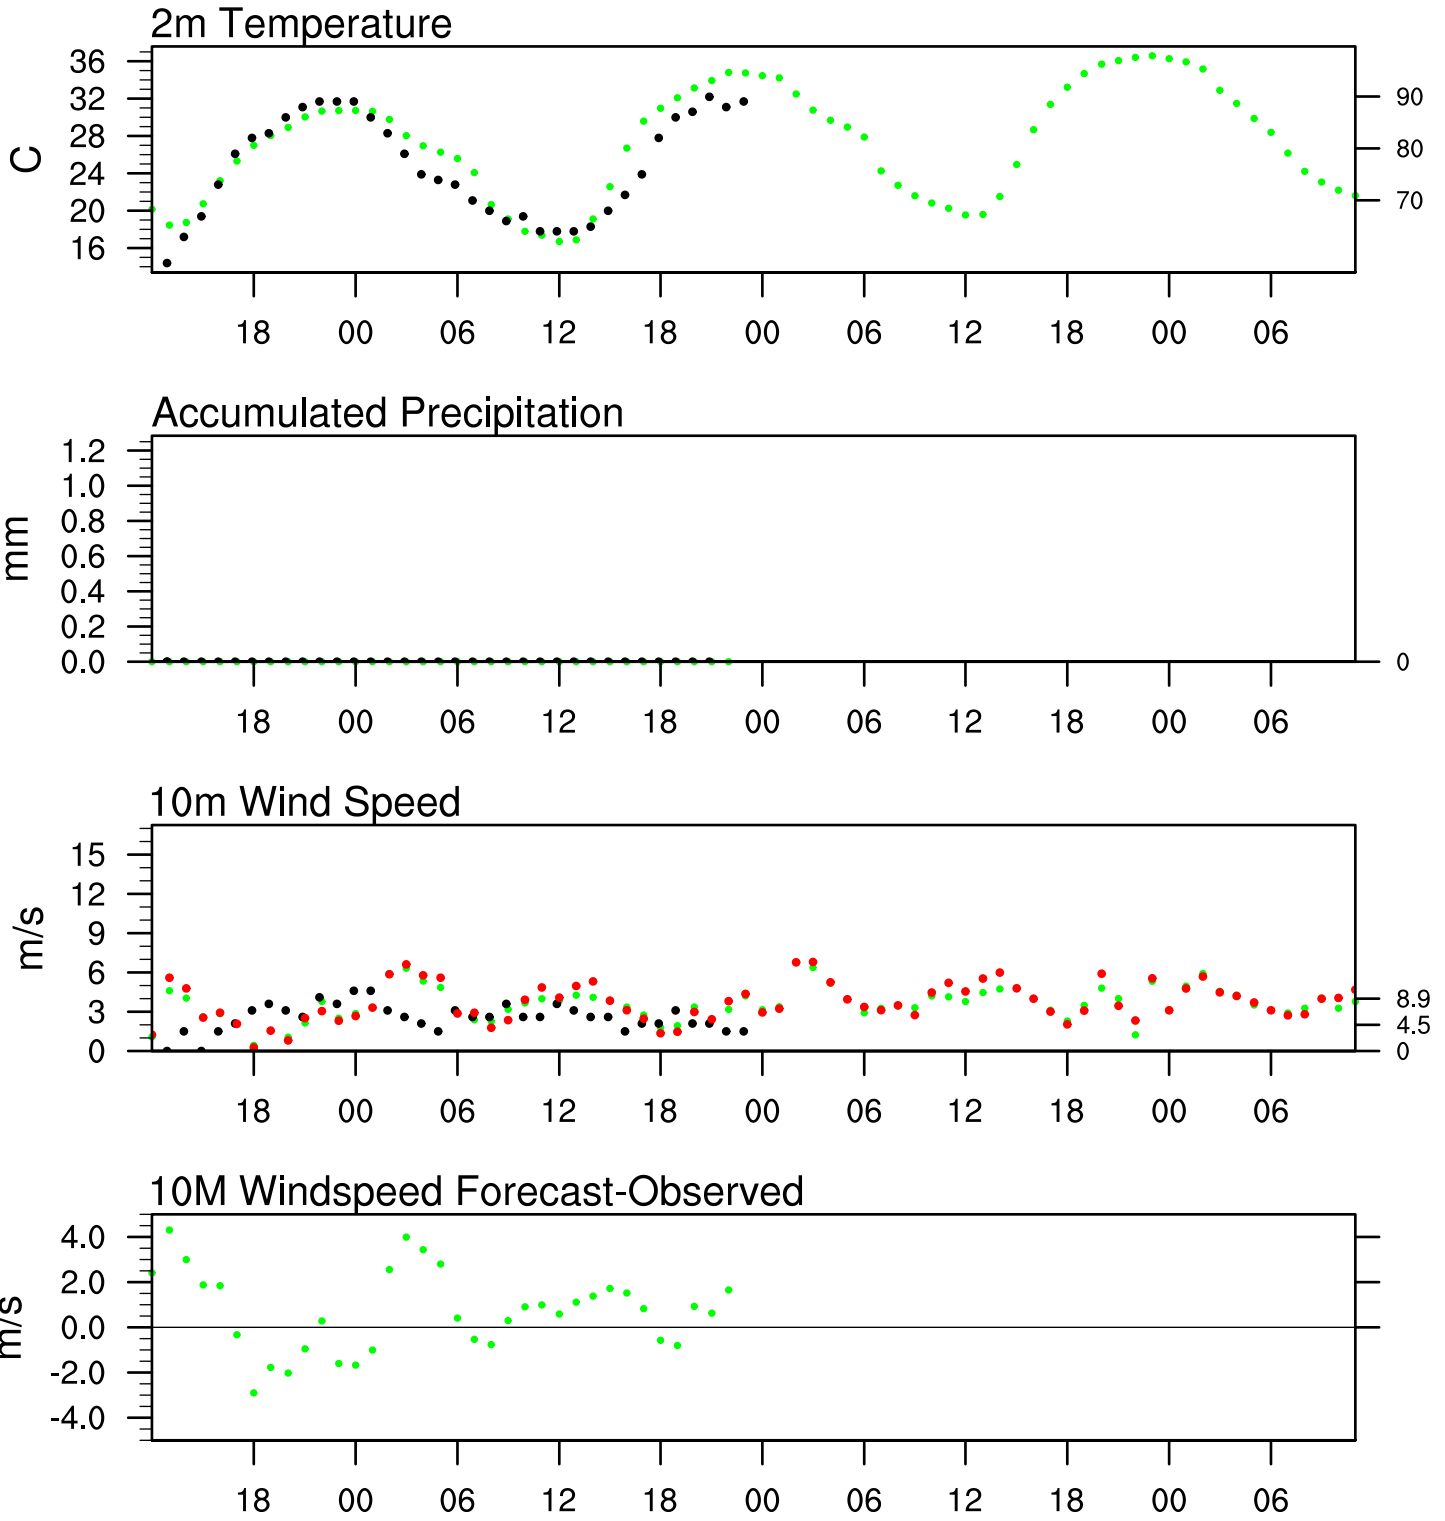 2m Temperature
36
32
28
24
20
16
C
90
80
70
18 00 06 12 18 00 06 12 18 00 06
Accumulated Precipitation
1.2
1.0
0.8
0.6
0.4
0.2
0.0
mm
0
18 00 06 12 18 00 06 12 18 00 06
10m Wind Speed
15
12
9
6
3
0
m/s
8.9
4.5
0
18 00 06 12 18 00 06 12 18 00 06
10M Windspeed Forecast-Observed
4.0
2.0
0.0
-2.0
-4.0
m/s
18 00 06 12 18 00 06 12 18 00 06